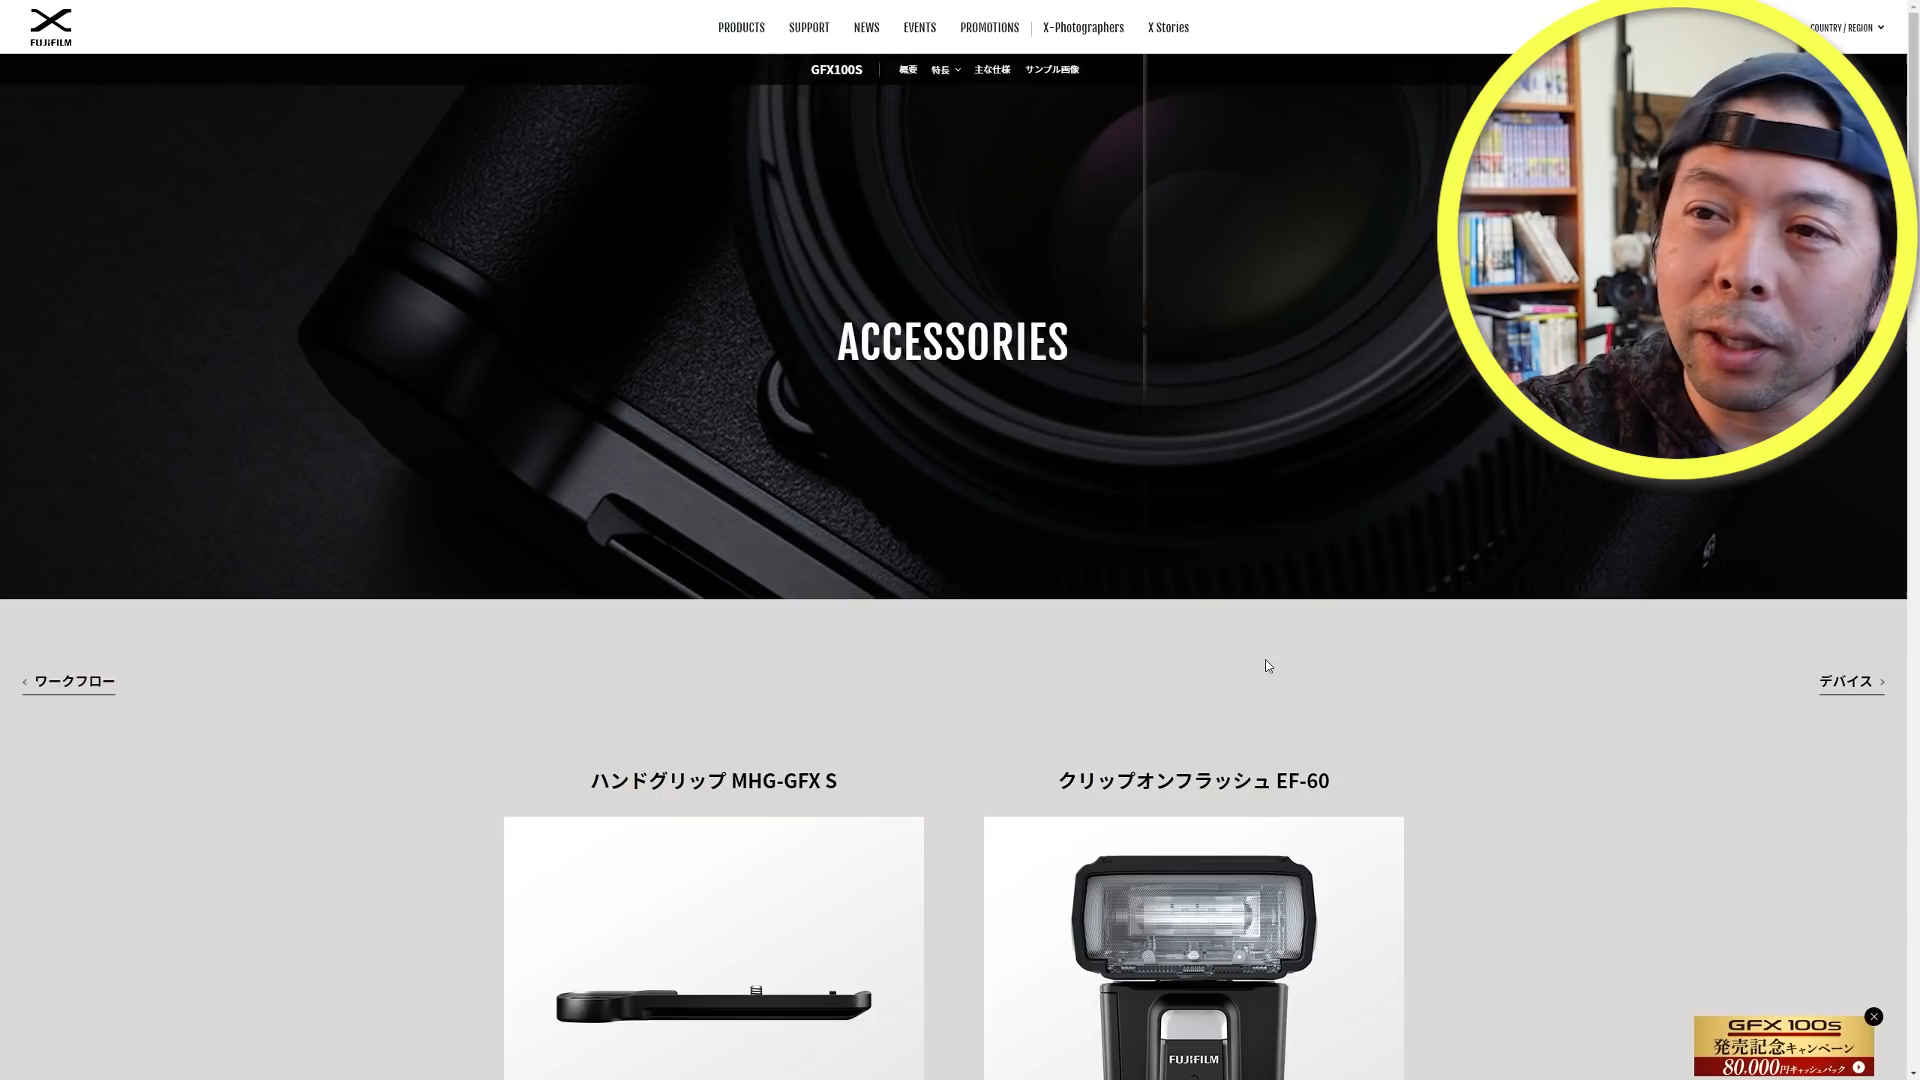 FUJIFILM
PRODUCTS SUPPORT NEWS EVENTS PROMOTIONS X-Photographers X Stories
COUNTRY / REGION
GFX100S 概要 特長 主な仕様 サンプル画像
ACCESSORIES
ワークフロー
デバイス
ハンドグリップ MHG-GFX S
クリップオンフラッシュ EF-60
FUJIFILM
GFX 100S
発売記念キャンペーン
80,000円キャッシュバック